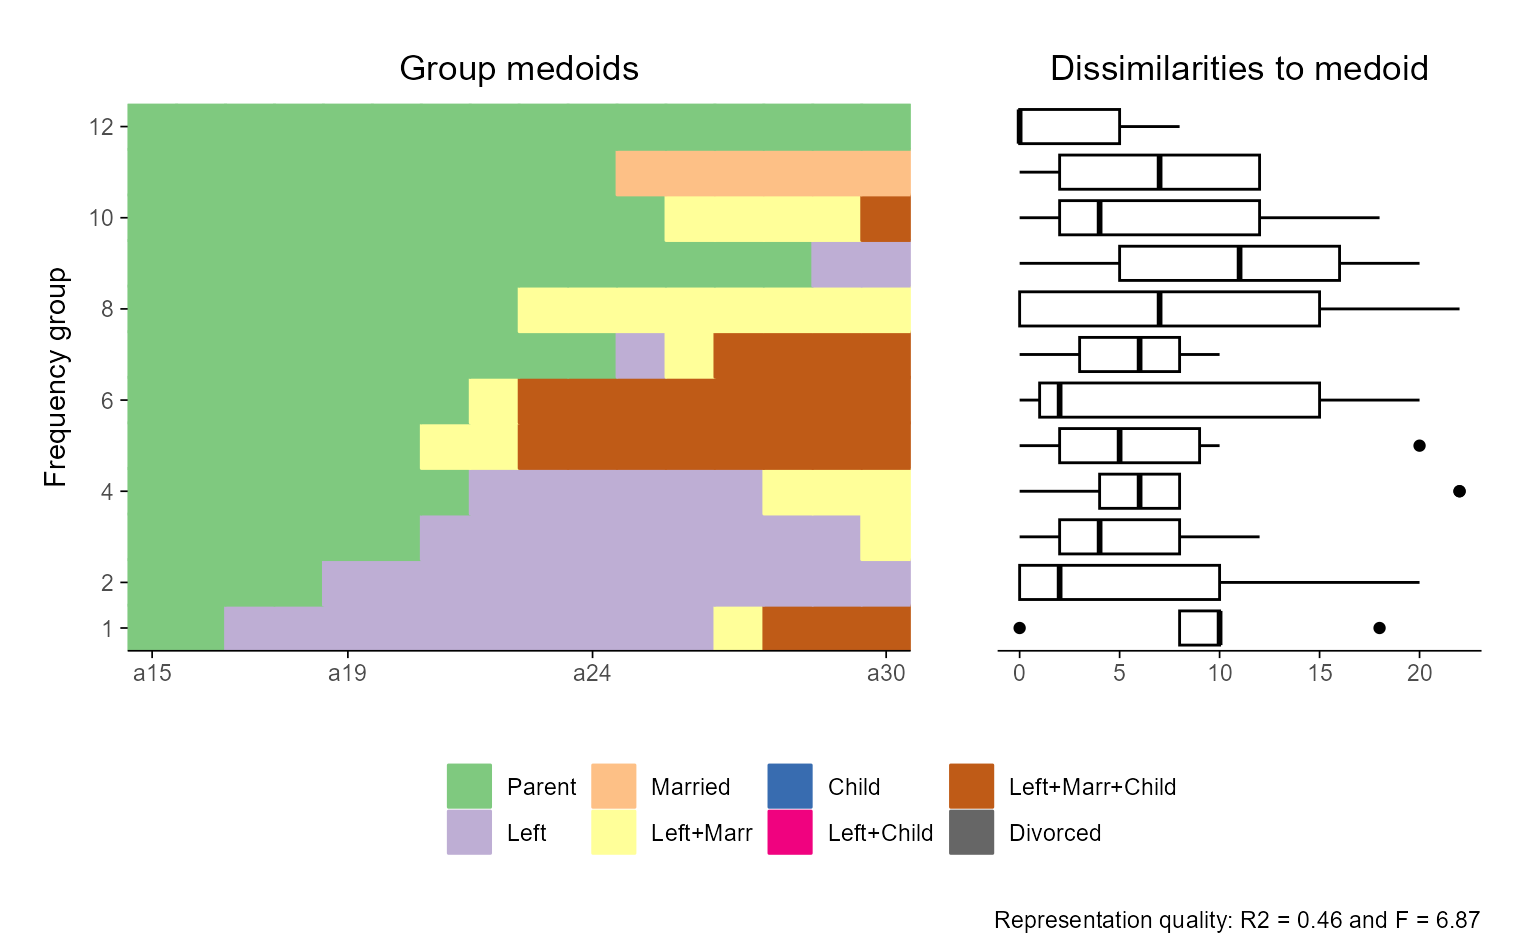 Group medoids
Dissimilarities to medoid
Frequency group
12
10
8
6
4
2
1
a15 a19 a24 a30
0 5 10 15 20
Parent Married Child Left+Marr+Child
Left Left+Marr Left+Child Divorced
Representation quality: R2 = 0.46 and F = 6.87